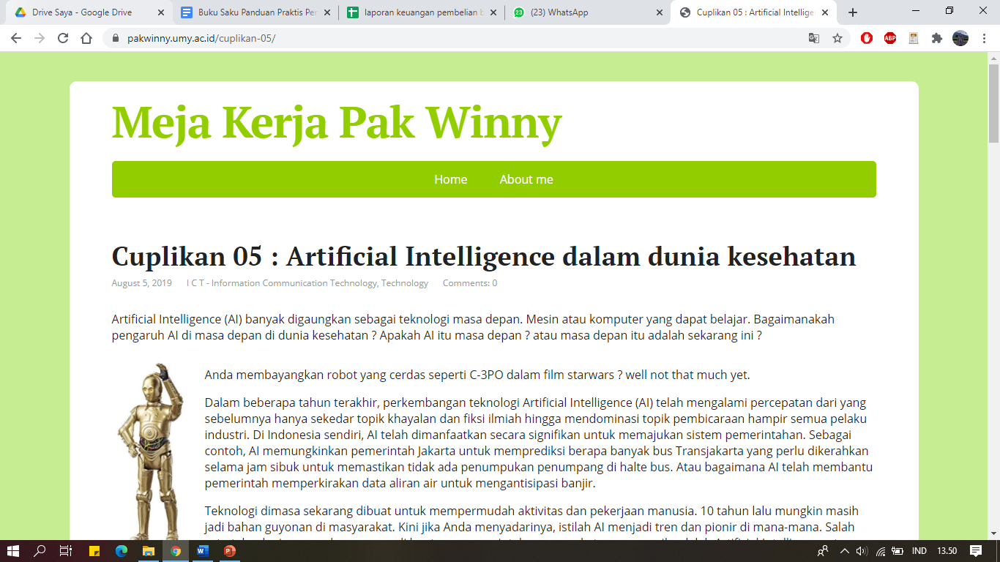 Drive Saya - Google Drive
Buku Saku Panduan Praktis Per
laporan keuangan pembelian b
23
(23) WhatsApp
Cuplikan 05 : Artificial Intellige
pakwinny.umy.ac.id/cuplikan-05/
ABP
Meja Kerja Pak Winny
Home
About me
Cuplikan 05 : Artificial Intelligence dalam dunia kesehatan
August 5, 2019
I C T - Information Communication Technology, Technology
Comments: 0
Artificial Intelligence (AI) banyak digaungkan sebagai teknologi masa depan. Mesin atau komputer yang dapat belajar. Bagaimanakah
pengaruh AI di masa depan di dunia kesehatan ? Apakah AI itu masa depan ? atau masa depan itu adalah sekarang ini ?
Anda membayangkan robot yang cerdas seperti C-3PO dalam film starwars ? well not that much yet.
Dalam beberapa tahun terakhir, perkembangan teknologi Artificial Intelligence (AI) telah mengalami percepatan dari yang
sebelumnya hanya sekedar topik khayalan dan fiksi ilmiah hingga mendominasi topik pembicaraan hampir semua pelaku
industri. Di Indonesia sendiri, AI telah dimanfaatkan secara signifikan untuk memajukan sistem pemerintahan. Sebagai
contoh, AI memungkinkan pemerintah Jakarta untuk memprediksi berapa banyak bus Transjakarta yang perlu dikerahkan
selama jam sibuk untuk memastikan tidak ada penumpukan penumpang di halte bus. Atau bagaimana AI telah membantu
pemerintah memperkirakan data aliran air untuk mengantisipasi banjir.
Teknologi dimasa sekarang dibuat untuk mempermudah aktivitas dan pekerjaan manusia. 10 tahun lalu mungkin masih
jadi bahan guyonan di masyarakat. Kini jika Anda menyadarinya, istilah AI menjadi tren dan pionir di mana-mana. Salah
IND
13.50